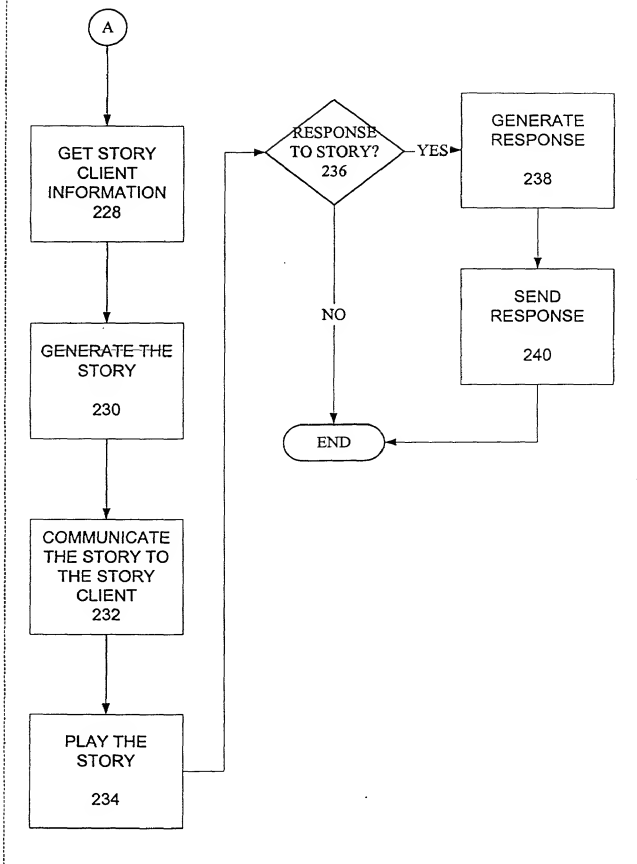 A
GET STORY
CLIENT
INFORMATION
228
GENERATE THE
STORY
230
COMMUNICATE
THE STORY TO
THE STORY
CLIENT
232
PLAY THE
STORY
234
RESPONSE
TO STORY?
236
YES
NO
GENERATE
RESPONSE
238
SEND
RESPONSE
240
END